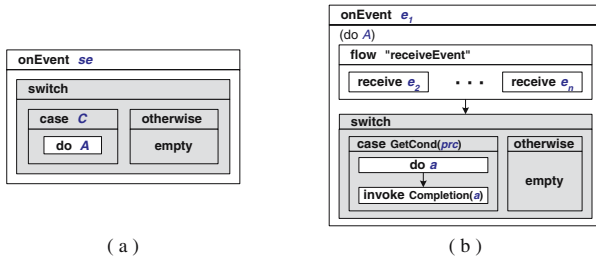 onEvent se
switch
case C
otherwise
do A
empty
( a )
onEvent e1
(do A)
flow "receiveEvent"
receive e2
. . .
receive en
switch
case GetCond(prc)
otherwise
do a
empty
invoke Completion(a)
( b )